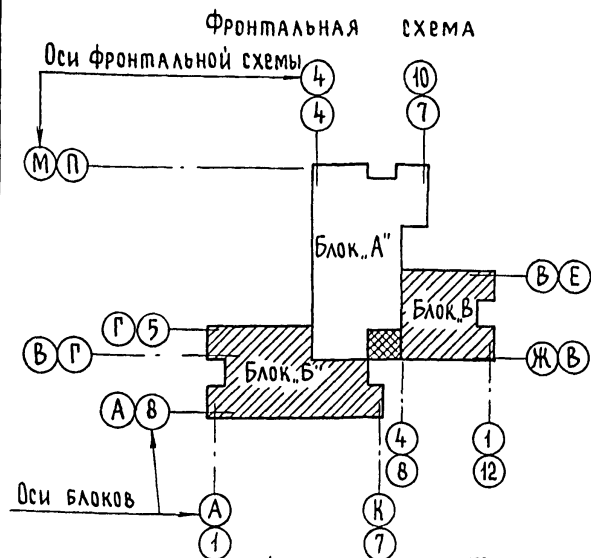 Фронтальная схема
Оси фронтальной схемы
4 10
4 7
М П
Блок „А"
В Е
Г 5
Блок „В
В Г
Ж В
Блок „Б"
А 8
4 1
8 12
Оси блоков
А К
1 7